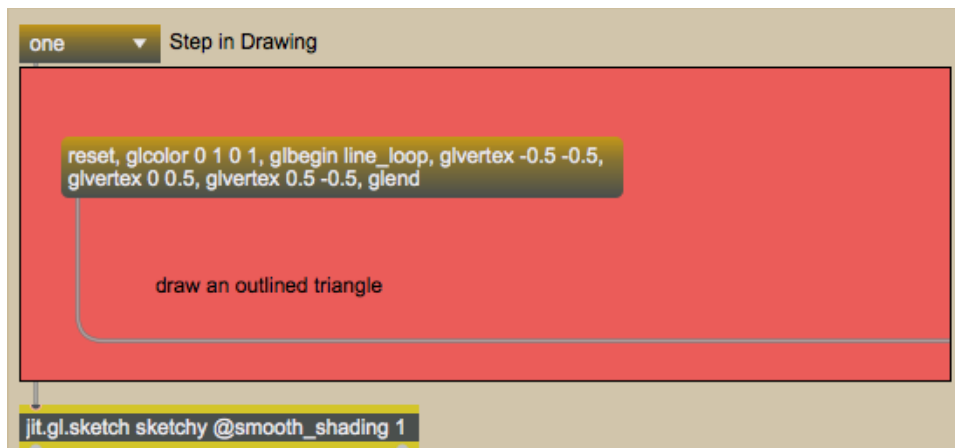 one
Step in Drawing
reset, glcolor 0 1 0 1, glbegin line_loop, glvertex -0.5 -0.5,
glvertex 0 0.5, glvertex 0.5 -0.5, glend
draw an outlined triangle
jit.gl.sketch sketchy @smooth_shading 1